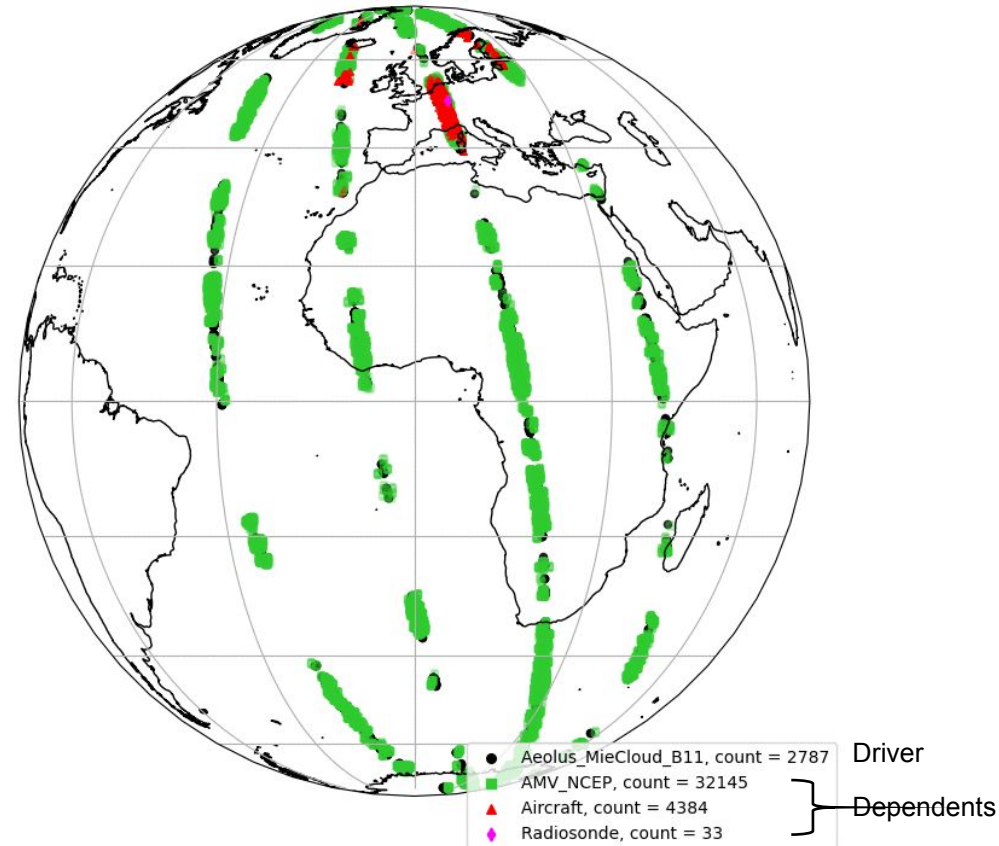 Aeolus_MieCloud_B11, count = 2787 Driver
AMV_NCEP, count = 32145
Aircraft, count = 4384 Dependents
Radiosonde, count = 33